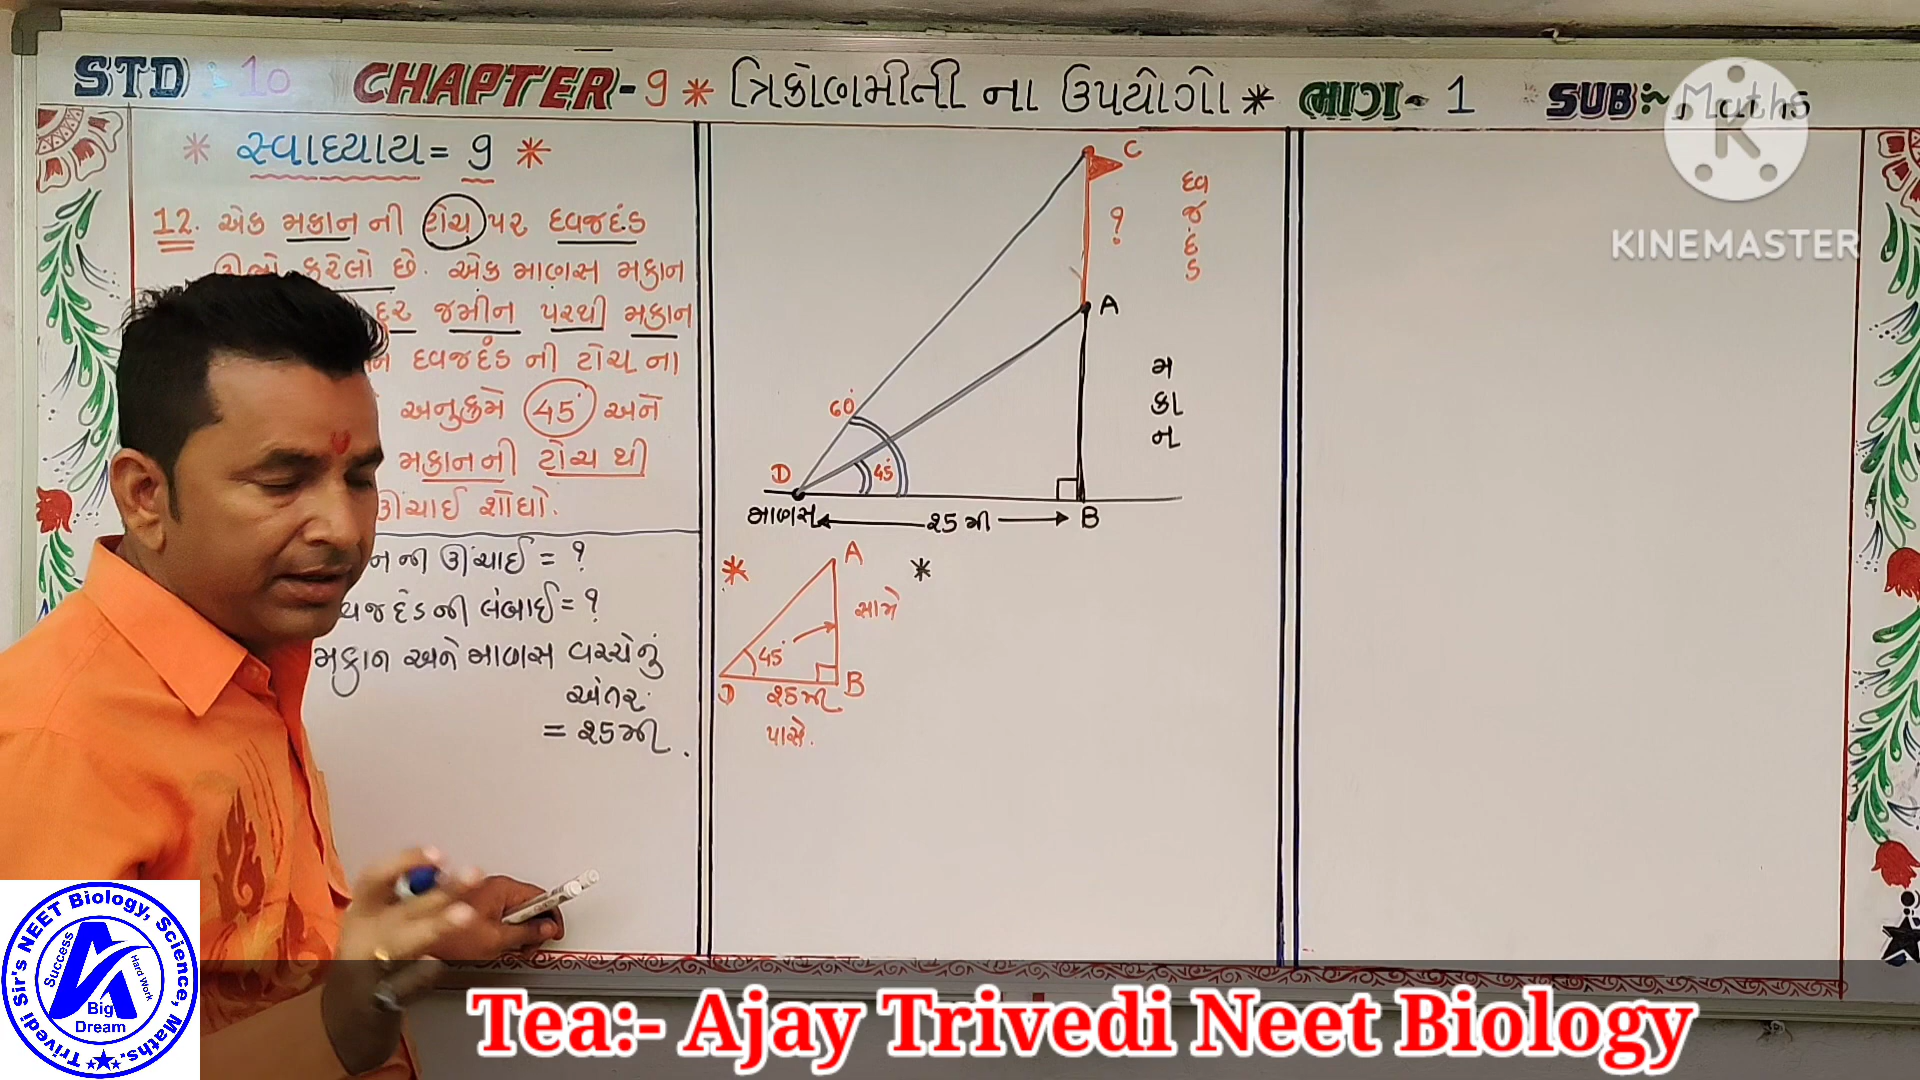 STD : 10 CHAPTER-9 * ત્રિકોણમીતી ના ઉપયોગો * ભાગ- 1 SUB:~ Maths
* સ્વાધ્યાય = 9 *
12. એક મકાન ની ટોચ પર ધ્વજદંડ
કરેલો છે. એક માણસ મકાન
દુર જમીન પરથી મકાન
ધ્વજદંડ ની ટોચ ના
અનુક્રમે 45° અને
મકાનની ટોચ થી
ઊંચાઈ શોધો.
ની ઊંચાઈ = ?
ની લંબાઈ = ?
મકાન અને માણસ વચ્ચેનું
અંતર
= 25મી.
C
ધ્વજદંડ
?
A
મકાન
60°
D
45°
માણસ
25 મી
B
* A *
સામે
45°
D 25મી B
પાસે.
K
KINEMASTER
Trivedi Sir's NEET Biology, Science, Maths.
Success
Hard Work
Big
Dream
Tea:- Ajay Trivedi Neet Biology